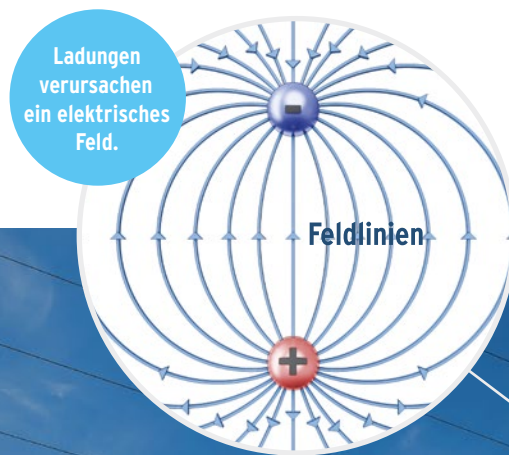 Ladungen
verursachen
ein elektrisches
Feld.
-
Feldlinien
+